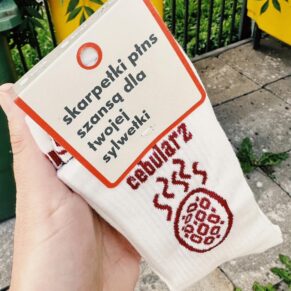 skarpetki płns
szansą dla
twojej
sylwetki
cebularz